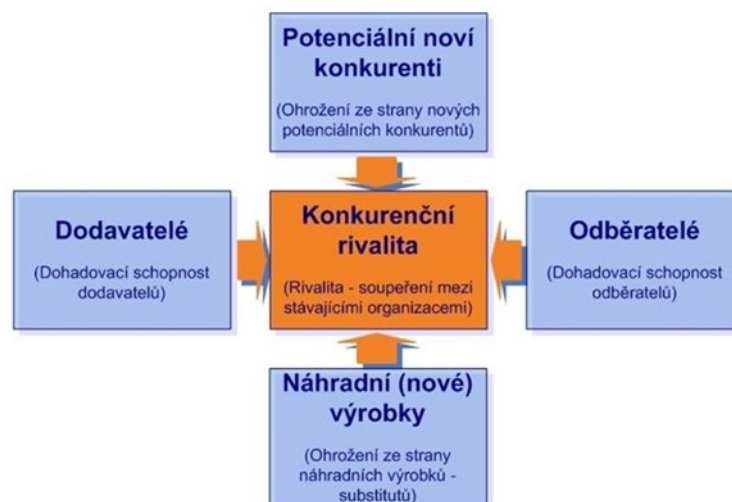 Potenciální noví
konkurenti
(Ohrožení ze strany nových
potenciálních konkurentů)
Dodavatelé
(Dohadovací schopnost
dodavatelů)
Konkurenční
rivalita
(Rivalita - soupeření mezi
stávajícími organizacemi)
Odběratelé
(Dohadovací schopnost
odběratelů)
Náhradní (nové)
výrobky
(Ohrožení ze strany
náhradních výrobků -
substitutů)